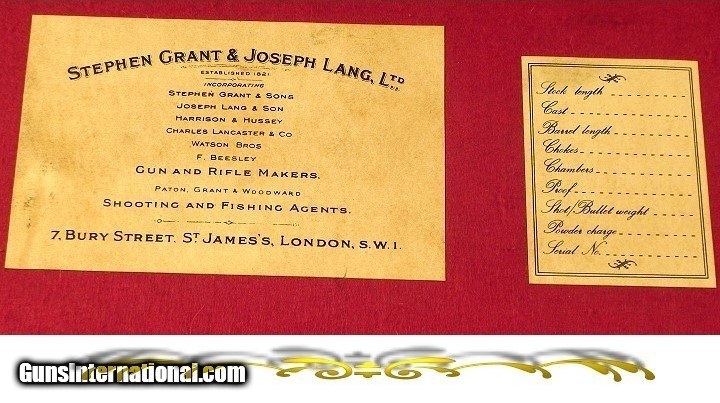 STEPHEN GRANT & JOSEPH LANG, LTD
ESTABLISHED 1821
INCORPORATING
STEPHEN GRANT & SONS
JOSEPH LANG & SON
HARRISON & HUSSEY
CHARLES LANCASTER & CO
WATSON BROS
F. BEESLEY
GUN AND RIFLE MAKERS.
PATON, GRANT & WOODWARD
SHOOTING AND FISHING AGENTS.
7, BURY STREET. ST JAMES'S, LONDON, S.W.1.
Stock length
Cast
Barrel length
Chokes
Chambers
Proof
Shot/Bullet weight
Powder charge
Serial No.
GunsInternational.com